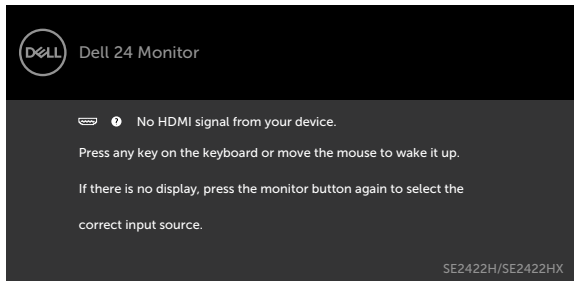 DELL
Dell 24 Monitor
? No HDMI signal from your device.
Press any key on the keyboard or move the mouse to wake it up.
If there is no display, press the monitor button again to select the
correct input source.
SE2422H/SE2422HX